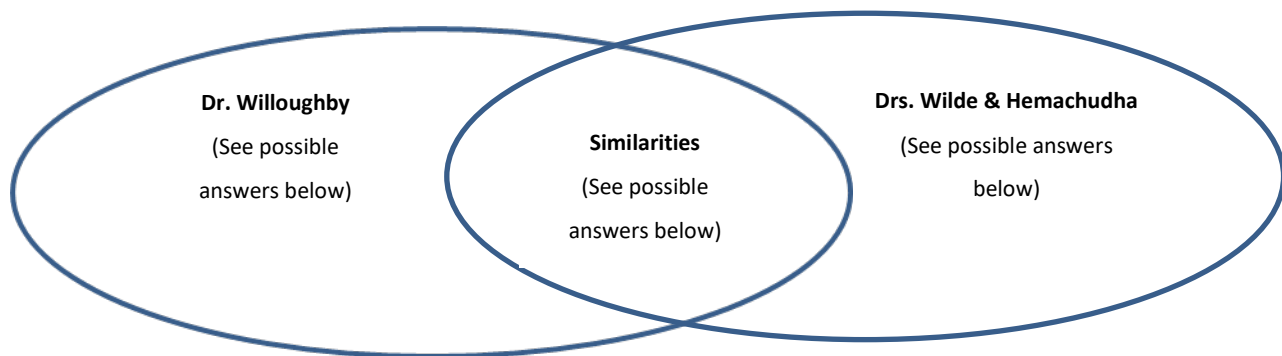 Dr. Willoughby
(See possible
answers below)
Similarities
(See possible
answers below)
Drs. Wilde & Hemachudha
(See possible answers
below)